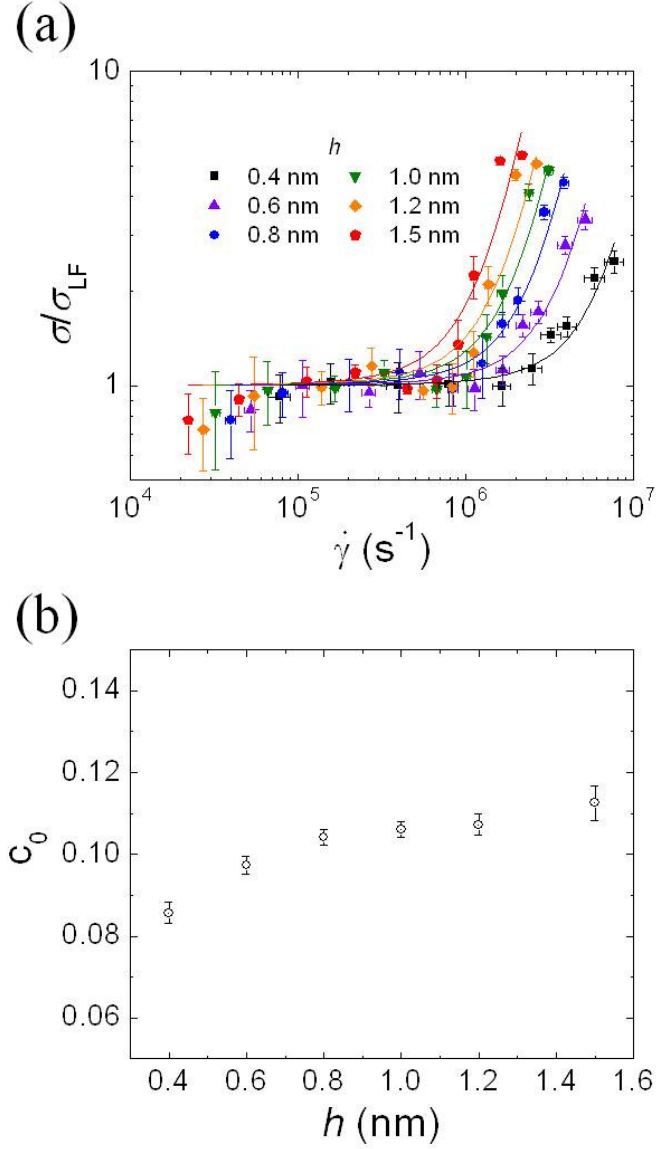 (a)
10
h
0.4 nm 1.0 nm
0.6 nm 1.2 nm
0.8 nm 1.5 nm
σ/σLF
1
10⁴ 10⁵ 10⁶ 10⁷
γ̇ (s⁻¹)
(b)
0.14
0.12
0.10
0.08
0.06
c₀
0.4 0.6 0.8 1.0 1.2 1.4 1.6
h (nm)